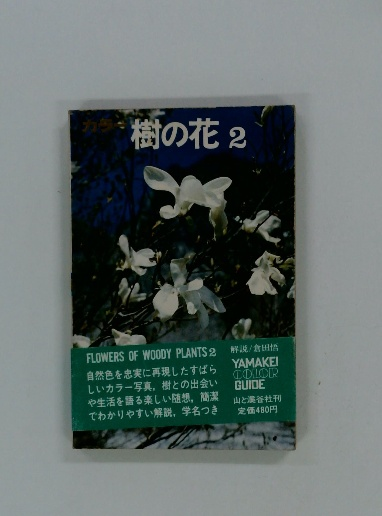 カラー 樹の花 2
FLOWERS OF WOODY PLANTS 2
自然色を忠実に再現したすばら
しいカラー写真，樹との出会い
や生活を語る楽しい随想，簡潔
でわかりやすい解説，学名つき
解説/倉田悟
YAMAKEI
COLOR
GUIDE
山と溪谷社刊
定価480円